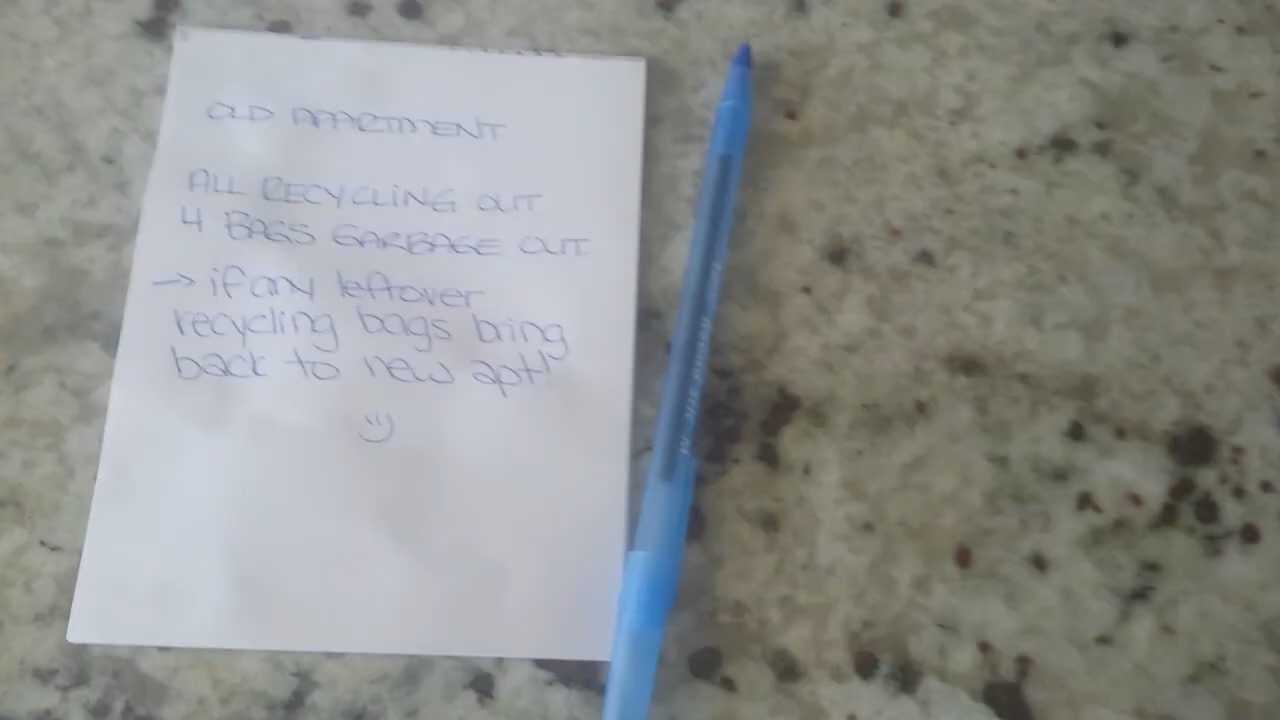 OLD APARTMENT
ALL RECYCLING OUT
4 BAGS GARBAGE OUT
→ if any leftover
recycling bags bring
back to new apt!